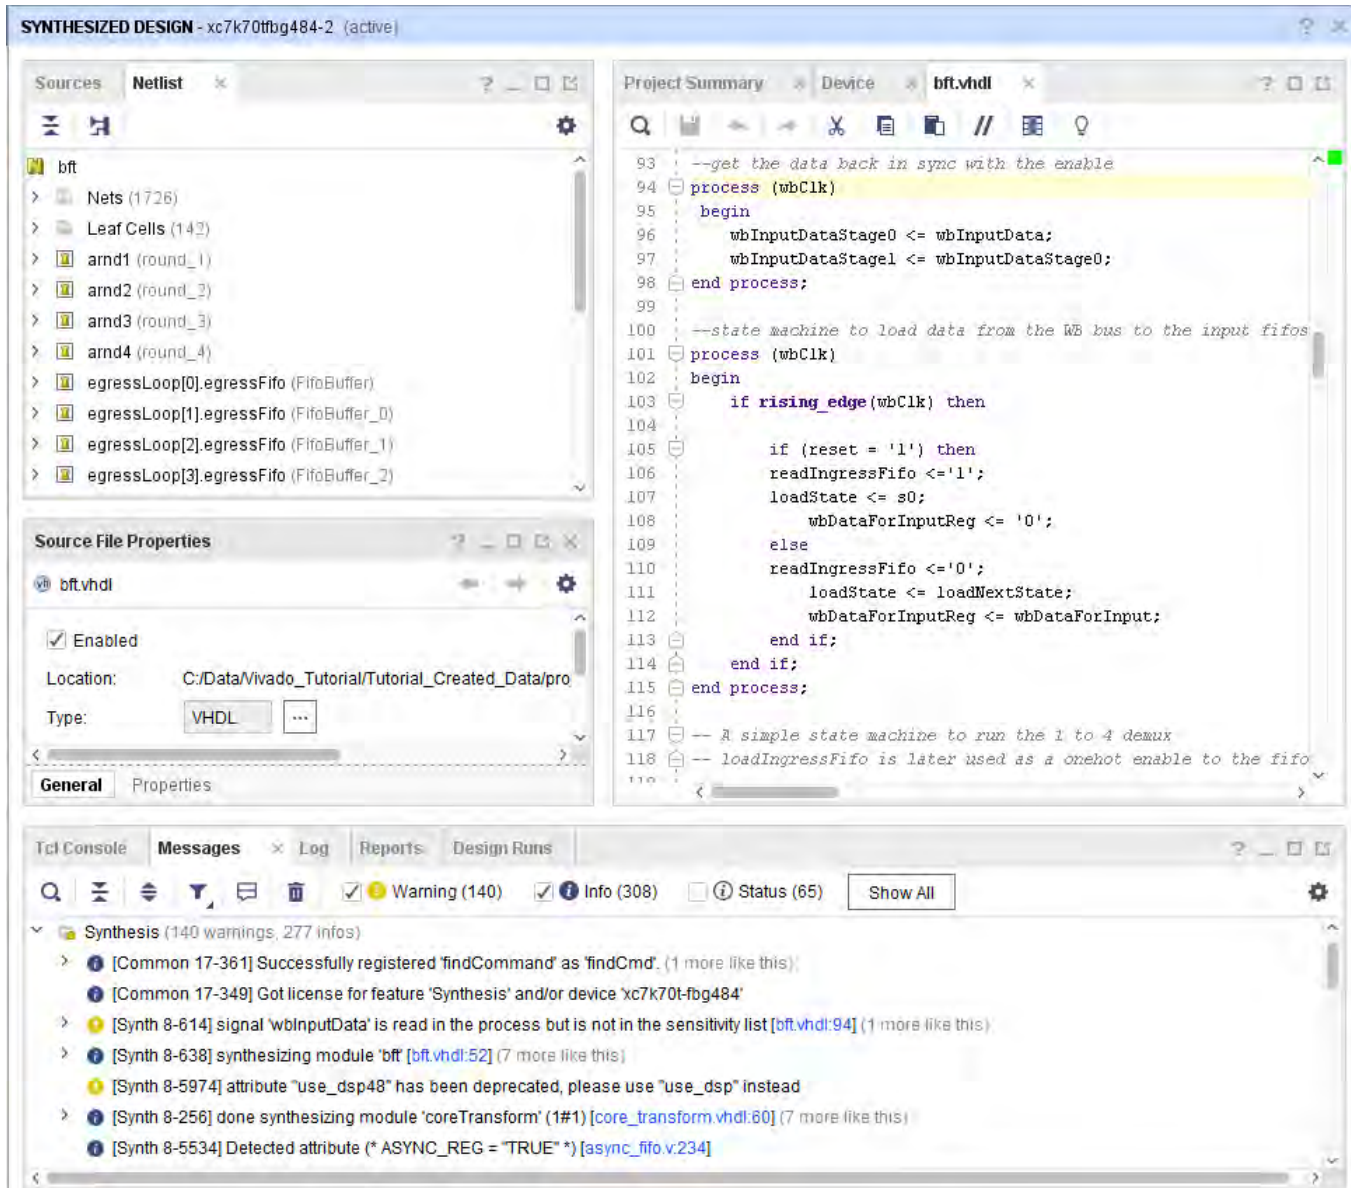 SYNTHESIZED DESIGN - xc7k70tfbg484-2 (active)
Sources Netlist
bft
Nets (1726)
Leaf Cells (142)
arnd1 (round_1)
arnd2 (round_2)
arnd3 (round_3)
arnd4 (round_4)
egressLoop[0].egressFifo (FifoBuffer)
egressLoop[1].egressFifo (FifoBuffer_0)
egressLoop[2].egressFifo (FifoBuffer_1)
egressLoop[3].egressFifo (FifoBuffer_2)
Source File Properties
bft.vhdl
Enabled
Location: C:/Data/Vivado_Tutorial/Tutorial_Created_Data/pro
Type: VHDL ...
General Properties
Project Summary Device bft.vhdl
93 --get the data back in sync with the enable
94 process (wbClk)
95 begin
96 wbInputDataStage0 <= wbInputData;
97 wbInputDataStage1 <= wbInputDataStage0;
98 end process;
99
100 --state machine to load data from the WB bus to the input fifos
101 process (wbClk)
102 begin
103 if rising_edge(wbClk) then
104
105 if (reset = '1') then
106 readIngressFifo <='1';
107 loadState <= s0;
108 wbDataForInputReg <= '0';
109 else
110 readIngressFifo <='0';
111 loadState <= loadNextState;
112 wbDataForInputReg <= wbDataForInput;
113 end if;
114 end if;
115 end process;
116
117 -- A simple state machine to run the 1 to 4 demux
118 -- loadIngressFifo is later used as a onehot enable to the fifo
119
Tcl Console Messages Log Reports Design Runs
Warning (140) Info (308) Status (65) Show All
Synthesis (140 warnings, 277 infos)
[Common 17-361] Successfully registered 'findCommand' as 'findCmd'. (1 more like this)
[Common 17-349] Got license for feature 'Synthesis' and/or device 'xc7k70t-fbg484'
[Synth 8-614] signal 'wbInputData' is read in the process but is not in the sensitivity list [bft.vhdl:94] (1 more like this)
[Synth 8-638] synthesizing module 'bft' [bft.vhdl:52] (7 more like this)
[Synth 8-5974] attribute "use_dsp48" has been deprecated, please use "use_dsp" instead
[Synth 8-256] done synthesizing module 'coreTransform' (1#1) [core_transform.vhdl:60] (7 more like this)
[Synth 8-5534] Detected attribute (* ASYNC_REG = "TRUE" *) [async_fifo.v:234]